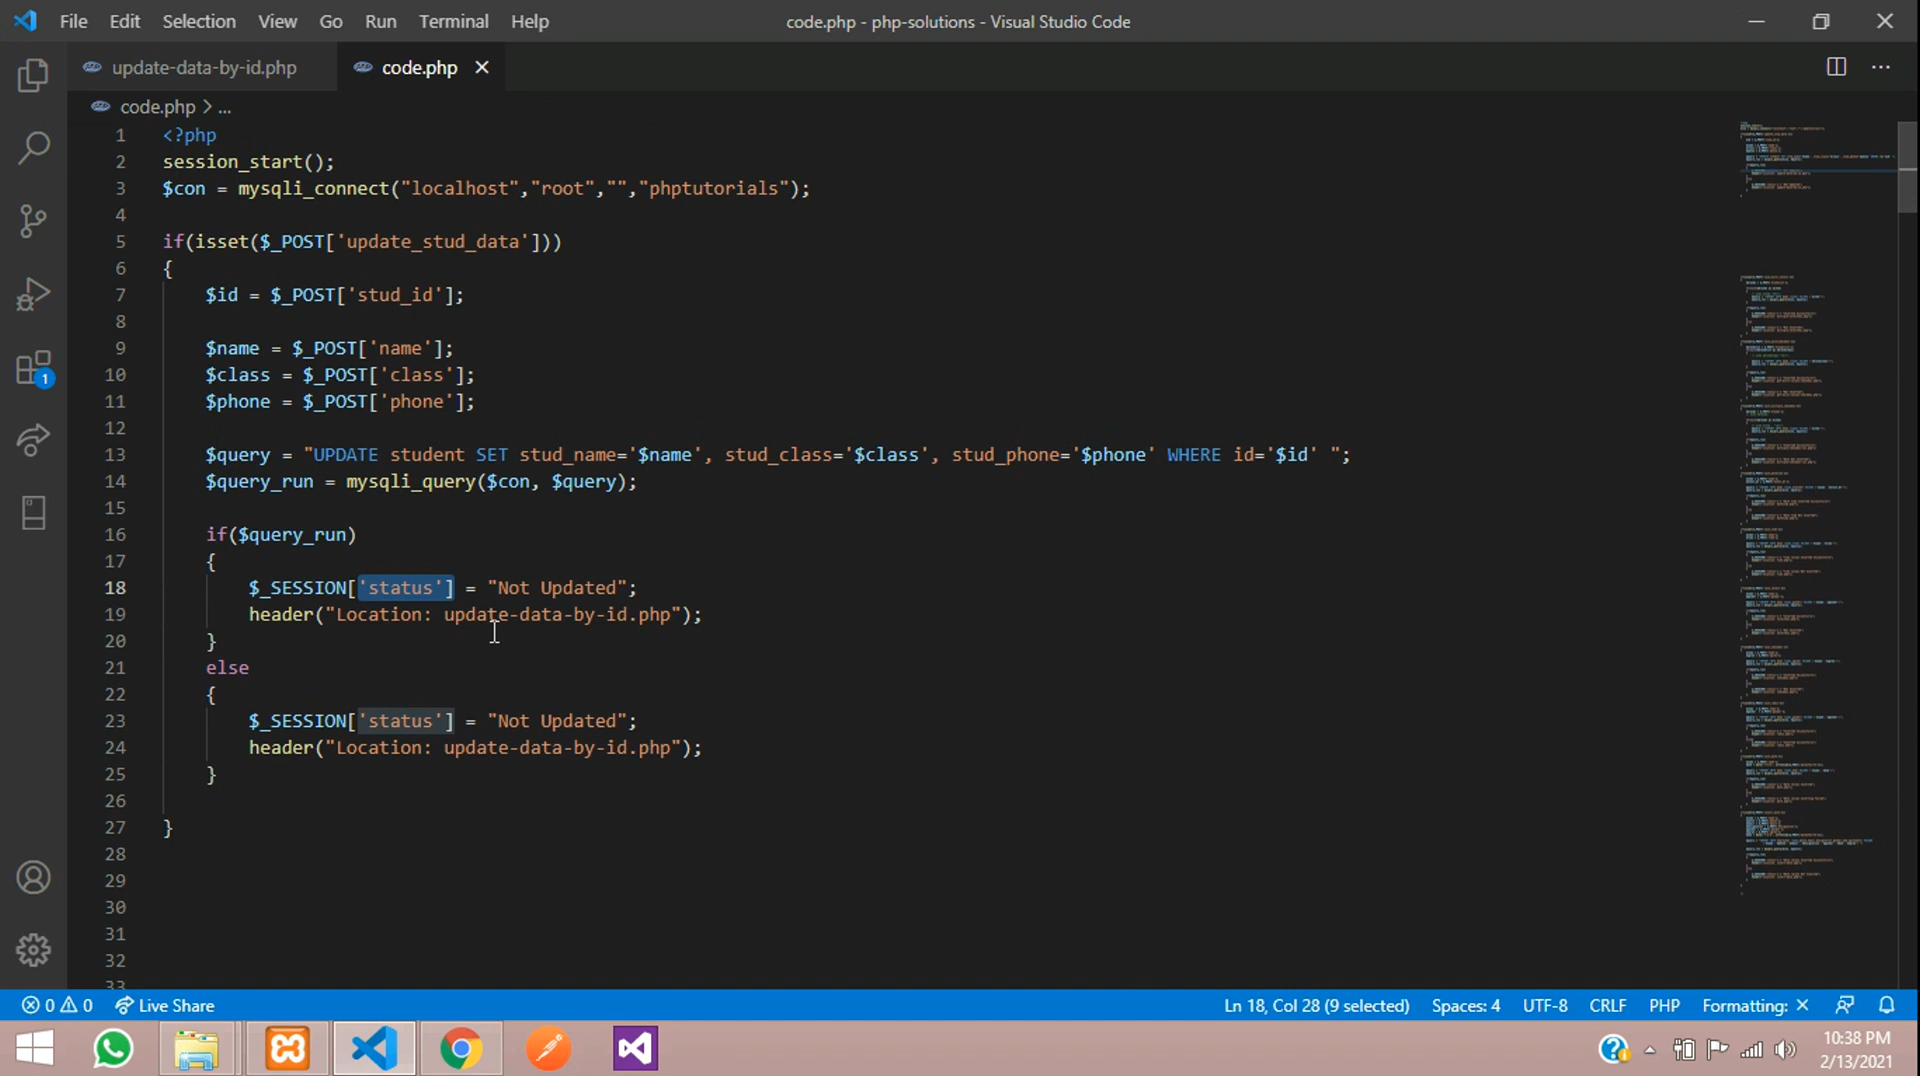 File Edit Selection View Go Run Terminal Help code.php - php-solutions - Visual Studio Code
update-data-by-id.php code.php
code.php > ...
1 <?php
2 session_start();
3 $con = mysqli_connect("localhost","root","","phptutorials");
4
5 if(isset($_POST['update_stud_data']))
6 {
7 $id = $_POST['stud_id'];
8
9 $name = $_POST['name'];
10 $class = $_POST['class'];
11 $phone = $_POST['phone'];
12
13 $query = "UPDATE student SET stud_name='$name', stud_class='$class', stud_phone='$phone' WHERE id='$id' ";
14 $query_run = mysqli_query($con, $query);
15
16 if($query_run)
17 {
18 $_SESSION['status'] = "Not Updated";
19 header("Location: update-data-by-id.php");
20 }
21 else
22 {
23 $_SESSION['status'] = "Not Updated";
24 header("Location: update-data-by-id.php");
25 }
26
27 }
28
29
30
31
32
33
1
0 0 Live Share Ln 18, Col 28 (9 selected) Spaces: 4 UTF-8 CRLF PHP Formatting: ×
10:38 PM
2/13/2021